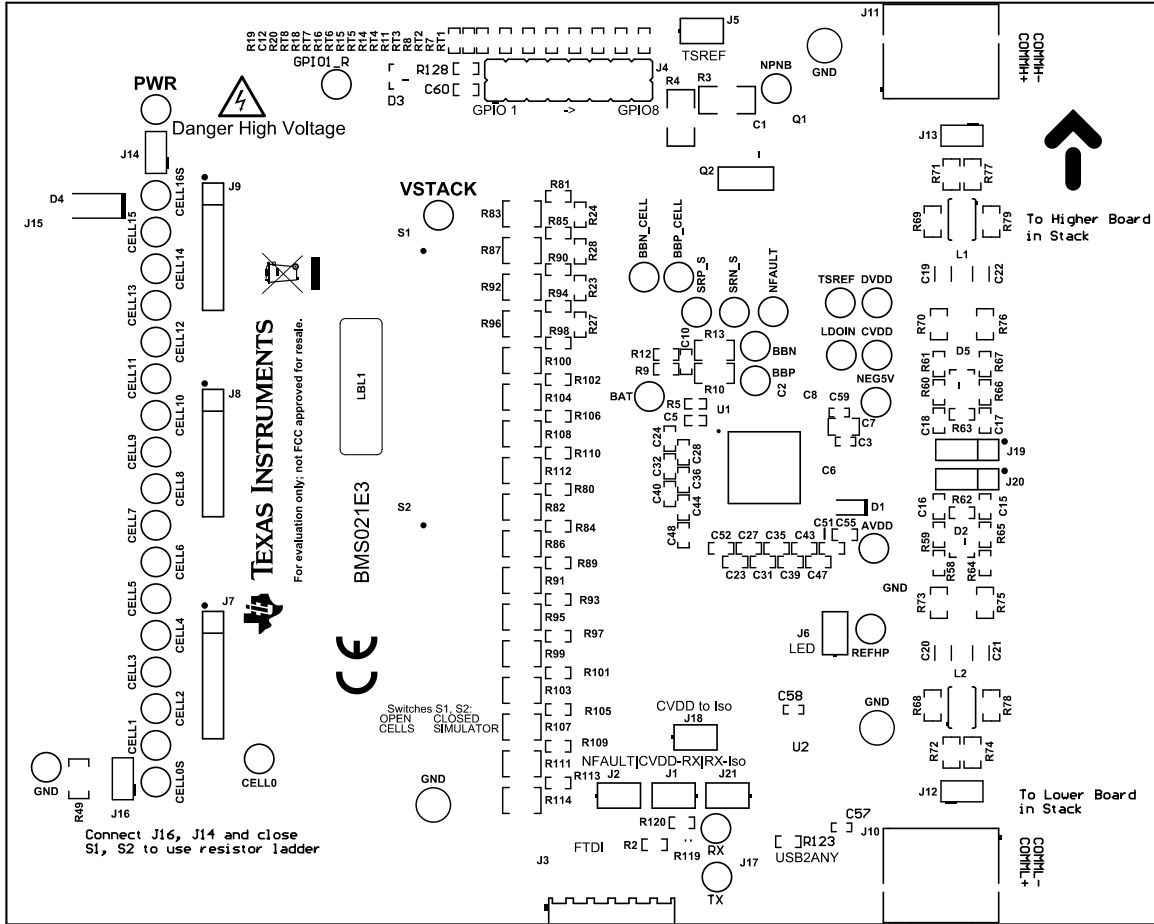 R19
C12
R20
RT8
R18
RT7
R16
RT6
R15
RT5
R14
RT4
R11
RT3
R8
RT2
R7
RT1
GPIO1_R
D3
R128
C60
J4
GPIO 1 -> GPIO8
J5
TSREF
R4
R3
C1
NPNB
Q1
GND
J11
COMMH-
COMMH+
PWR
Danger High Voltage
J14
D4
J15
J9
CELL16S
CELL15
CELL14
CELL13
CELL12
CELL11
CELL10
CELL9
CELL8
CELL7
CELL6
CELL5
CELL4
CELL3
CELL2
CELL1
CELL0S
J8
J7
TEXAS INSTRUMENTS
For evaluation only; not FCC approved for resale.
LBL1
BMS021E3
CE
VSTACK
S1
S2
R81
R83
R85
R24
R87
R28
R90
R92
R23
R94
R96
R27
R98
R100
R102
R104
R106
R108
R110
R112
R80
R82
R84
R86
R89
R91
R93
R95
R97
R99
R101
R103
R105
R107
R109
R111
R113
R114
Q2
BBN_CELL
BBP_CELL
SRP_S
SRN_S
NFAULT
TSREF
DVDD
LDOIN
CVDD
NEG5V
R12
R9
C10
R13
R10
BBN
BBP
C2
BAT
R5
C5
U1
C8
C59
C7
C3
C6
C24
C28
C32
C36
C40
C44
C48
D1
AVDD
C52
C27
C35
C43
C51
C55
C23
C31
C39
C47
GND
J6
LED
REFHP
J13
R71
R77
R69
R79
L1
C19
C22
To Higher Board
in Stack
R70
R76
D5
R61
R67
R60
R66
C18
R63
C17
J19
J20
C16
R62
C15
R59
D2
R65
R58
R64
R73
R75
C20
C21
L2
R68
R78
R72
R74
J12
To Lower Board
in Stack
J10
COMML-
COMML+
Switches S1, S2:
OPEN CLOSED
CELLS SIMULATOR
C58
U2
GND
CVDD to Iso
J18
NFAULT|CVDD-RX|RX-Iso
J2
J1
J21
R120
R2
R119
RX
J17
TX
J3
FTDI
C57
R123
USB2ANY
GND
GND
R49
J16
CELL0
Connect J16, J14 and close
S1, S2 to use resistor ladder